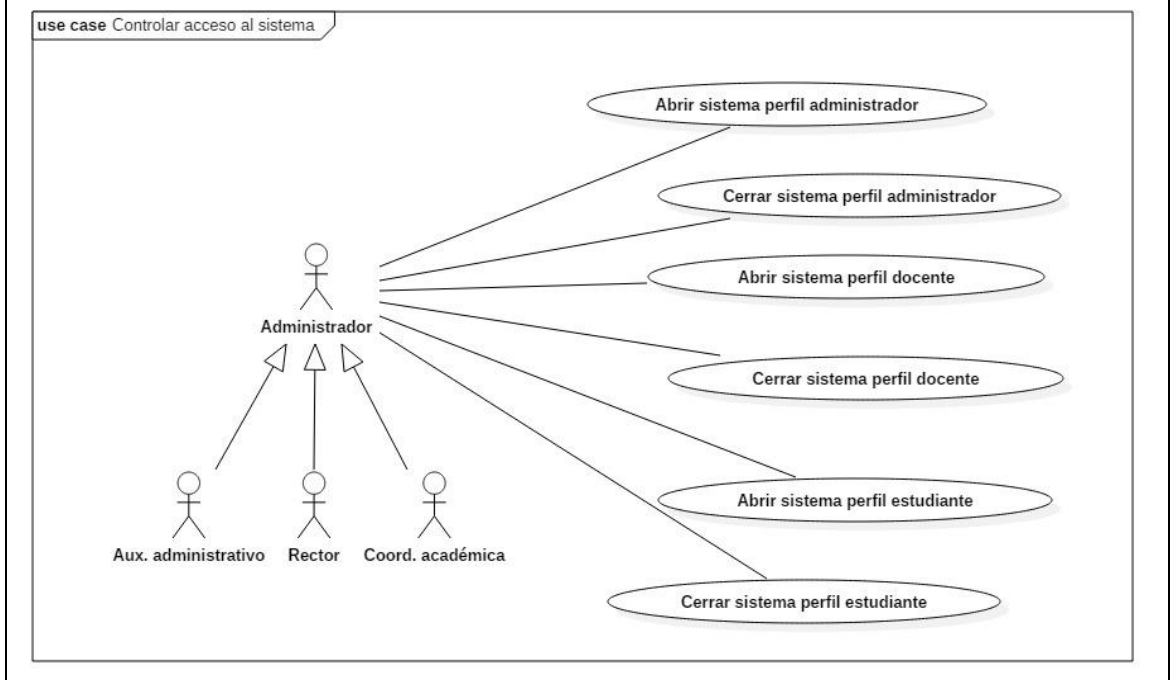 use case Controlar acceso al sistema
Abrir sistema perfil administrador
Cerrar sistema perfil administrador
Abrir sistema perfil docente
Administrador
Cerrar sistema perfil docente
Abrir sistema perfil estudiante
Aux. administrativo
Rector
Coord. académica
Cerrar sistema perfil estudiante